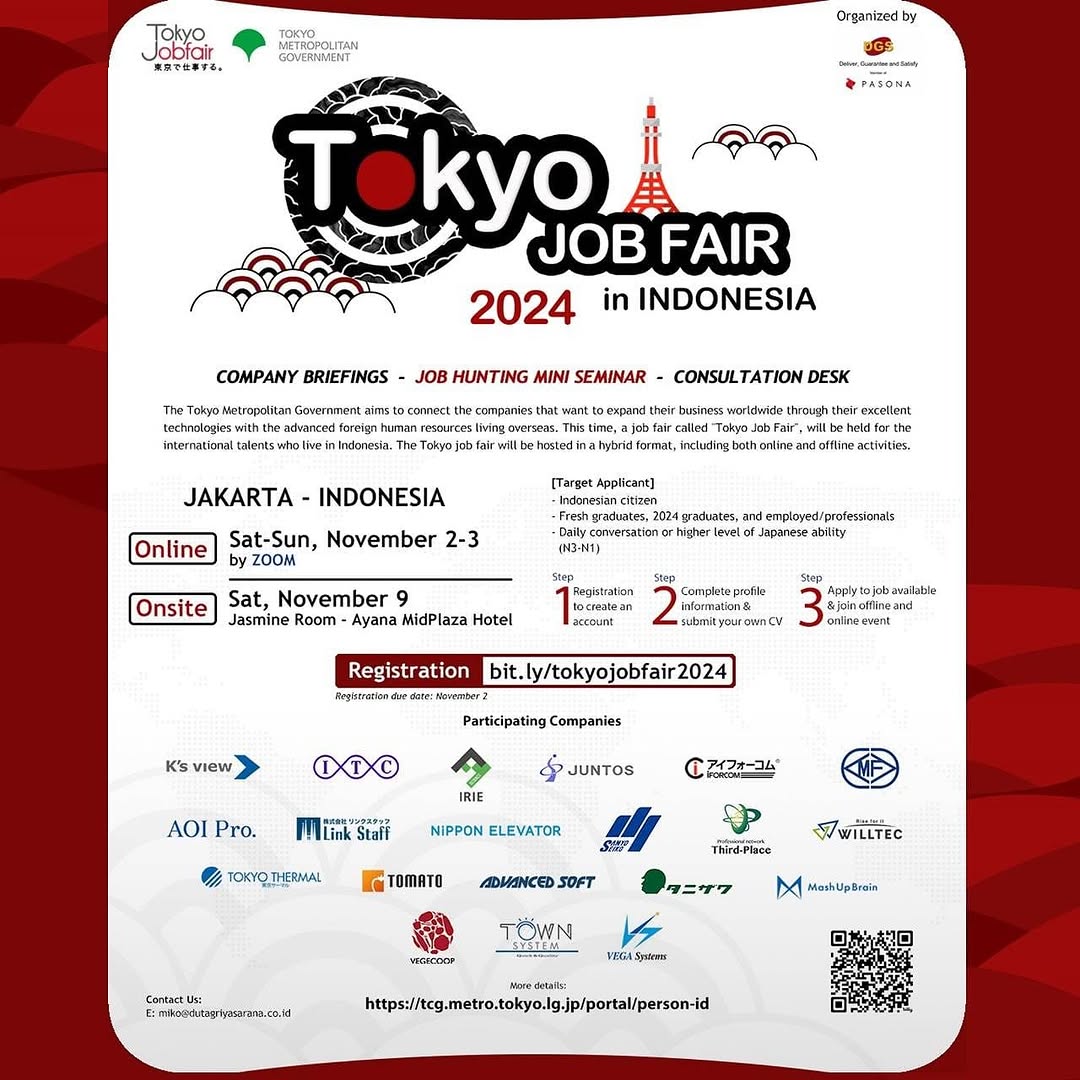 Tokyo
Jobfair
東京で仕事する。
TOKYO
METROPOLITAN
GOVERNMENT
Organized by
DGS
Deliver, Guarantee and Satisfy
Member of
PASONA
Tokyo
JOB FAIR
2024 in INDONESIA
COMPANY BRIEFINGS - JOB HUNTING MINI SEMINAR - CONSULTATION DESK
The Tokyo Metropolitan Government aims to connect the companies that want to expand their business worldwide through their excellent
technologies with the advanced foreign human resources living overseas. This time, a job fair called "Tokyo Job Fair", will be held for the
international talents who live in Indonesia. The Tokyo job fair will be hosted in a hybrid format, including both online and offline activities.
JAKARTA - INDONESIA
Online
Sat-Sun, November 2-3
by ZOOM
Onsite
Sat, November 9
Jasmine Room - Ayana MidPlaza Hotel
[Target Applicant]
- Indonesian citizen
- Fresh graduates, 2024 graduates, and employed/professionals
- Daily conversation or higher level of Japanese ability
(N3-N1)
Step
1
Registration
to create an
account
Step
2
Complete profile
information &
submit your own CV
Step
3
Apply to job available
& join offline and
online event
Registration bit.ly/tokyojobfair2024
Registration due date: November 2
Participating Companies
K's view
ITC
IRIE
JUNTOS
アイフォーコム
iFORCOM
MF
AOI Pro.
株式会社 リンクスタッフ
Link Staff
NIPPON ELEVATOR
SANYO
SEIKO
Professional network
Third-Place
Rise for it
WILLTEC
TOKYO THERMAL
東京サーマル
TOMATO
ADVANCED SOFT
タニザワ
MashUpBrain
VEGECOOP
TOWN
SYSTEM
VEGA Systems
More details:
https://tcg.metro.tokyo.lg.jp/portal/person-id
Contact Us:
E: miko@dutagriyasarana.co.id